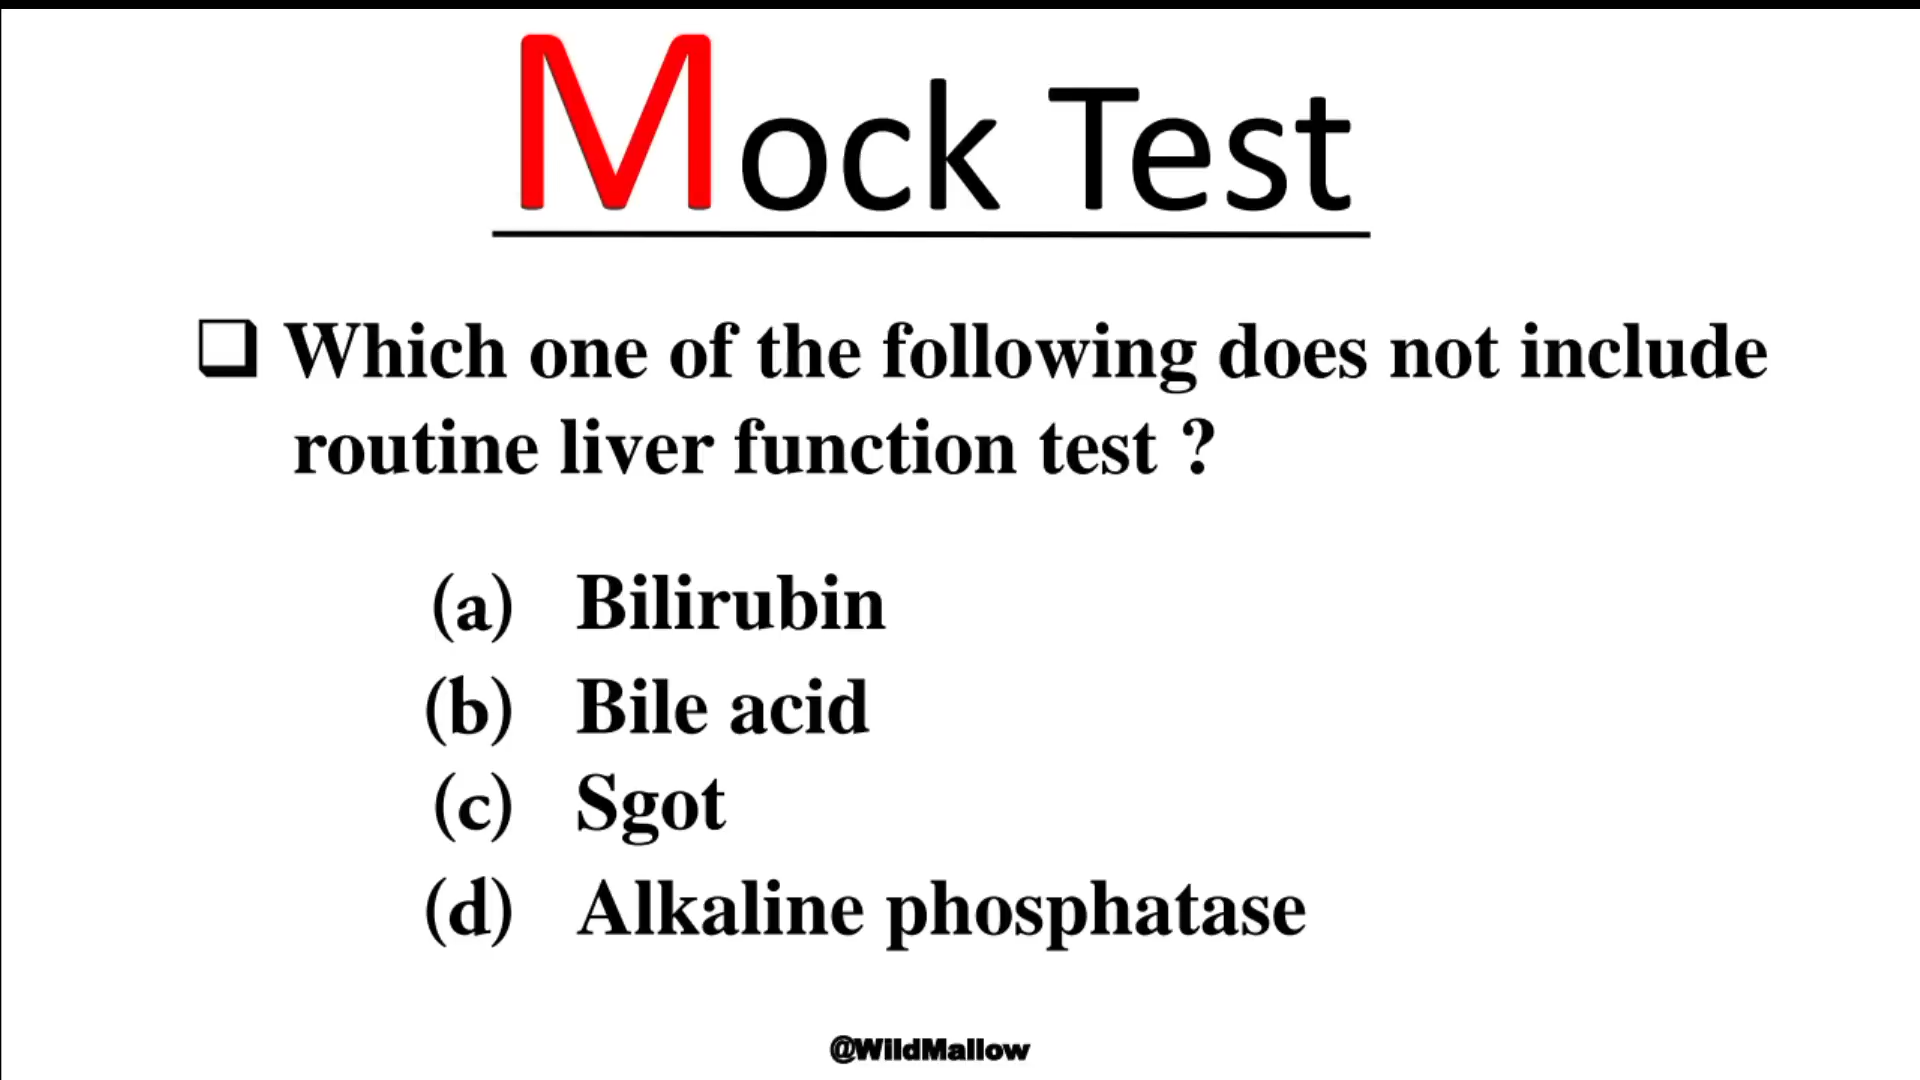 Mock Test
❑ Which one of the following does not include
routine liver function test ?
(a) Bilirubin
(b) Bile acid
(c) Sgot
(d) Alkaline phosphatase
@WildMallow